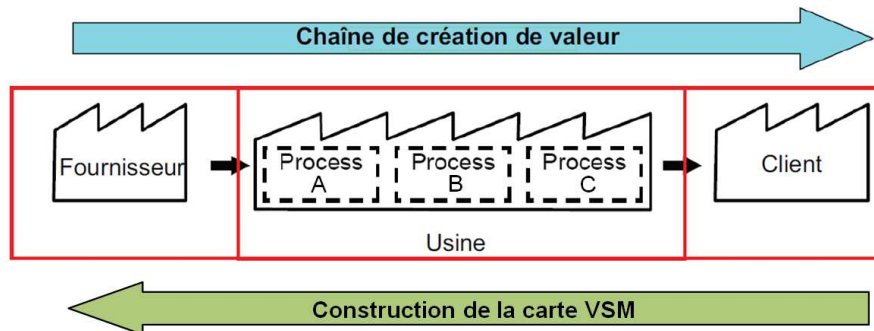 Chaîne de création de valeur
Fournisseur
Process
A
Process
B
Process
C
Client
Usine
Construction de la carte VSM